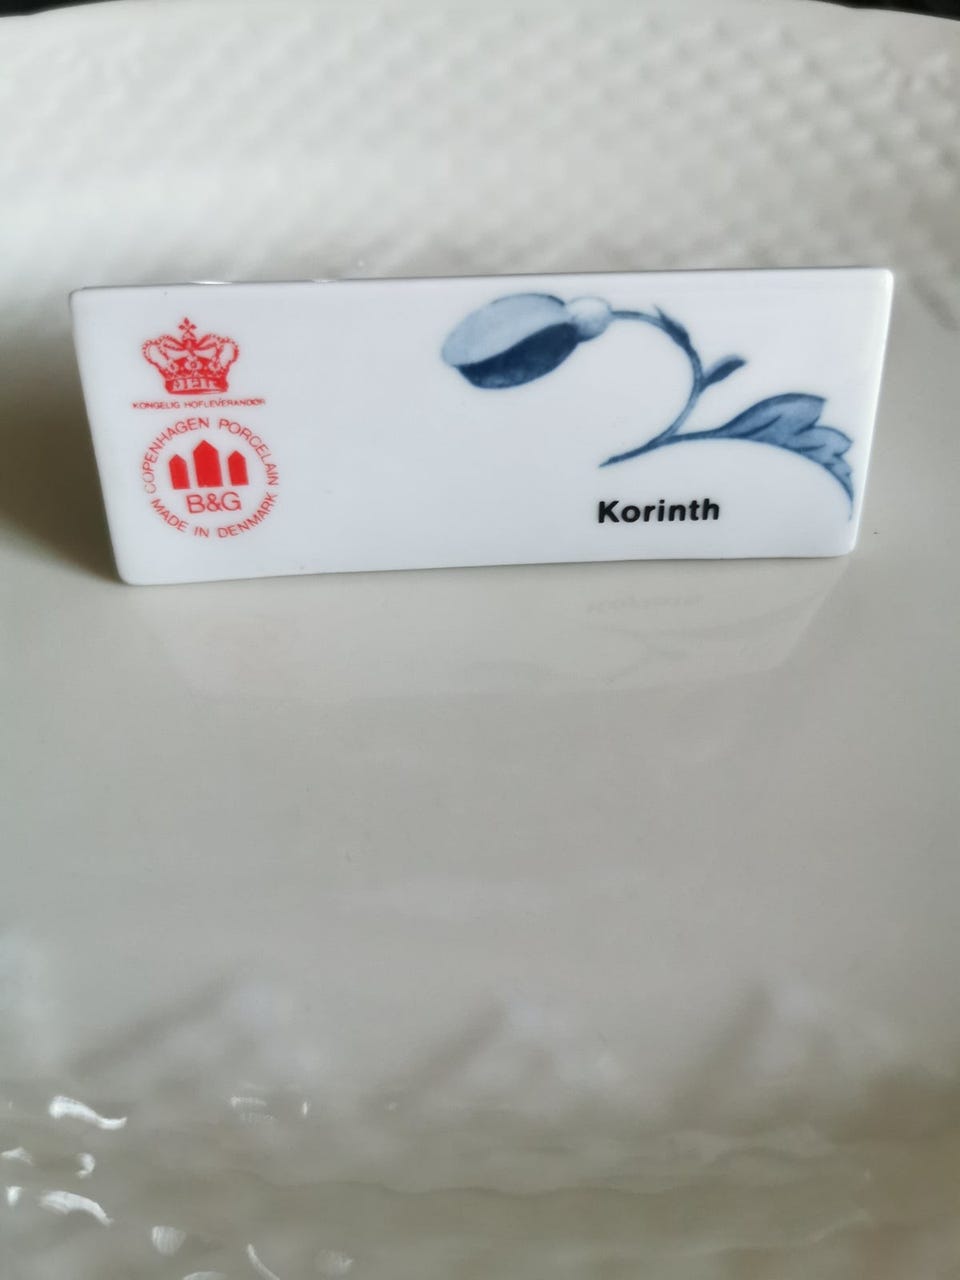 KONGELIG HOFLEVERANDØR
COPENHAGEN PORCELAIN
B&G
MADE IN DENMARK
Korinth